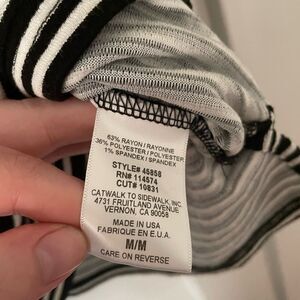 63% RAYON / RAYONNE
36% POLYESTER / POLYESTER
1% SPANDEX / SPANDEX
STYLE# 45858
RN# 114574
CUT# 10831
CATWALK TO SIDEWALK, INC
4731 FRUITLAND AVENUE
VERNON, CA 90058
MADE IN USA
FABRIQUE EN E.U.A.
M/M
CARE ON REVERSE